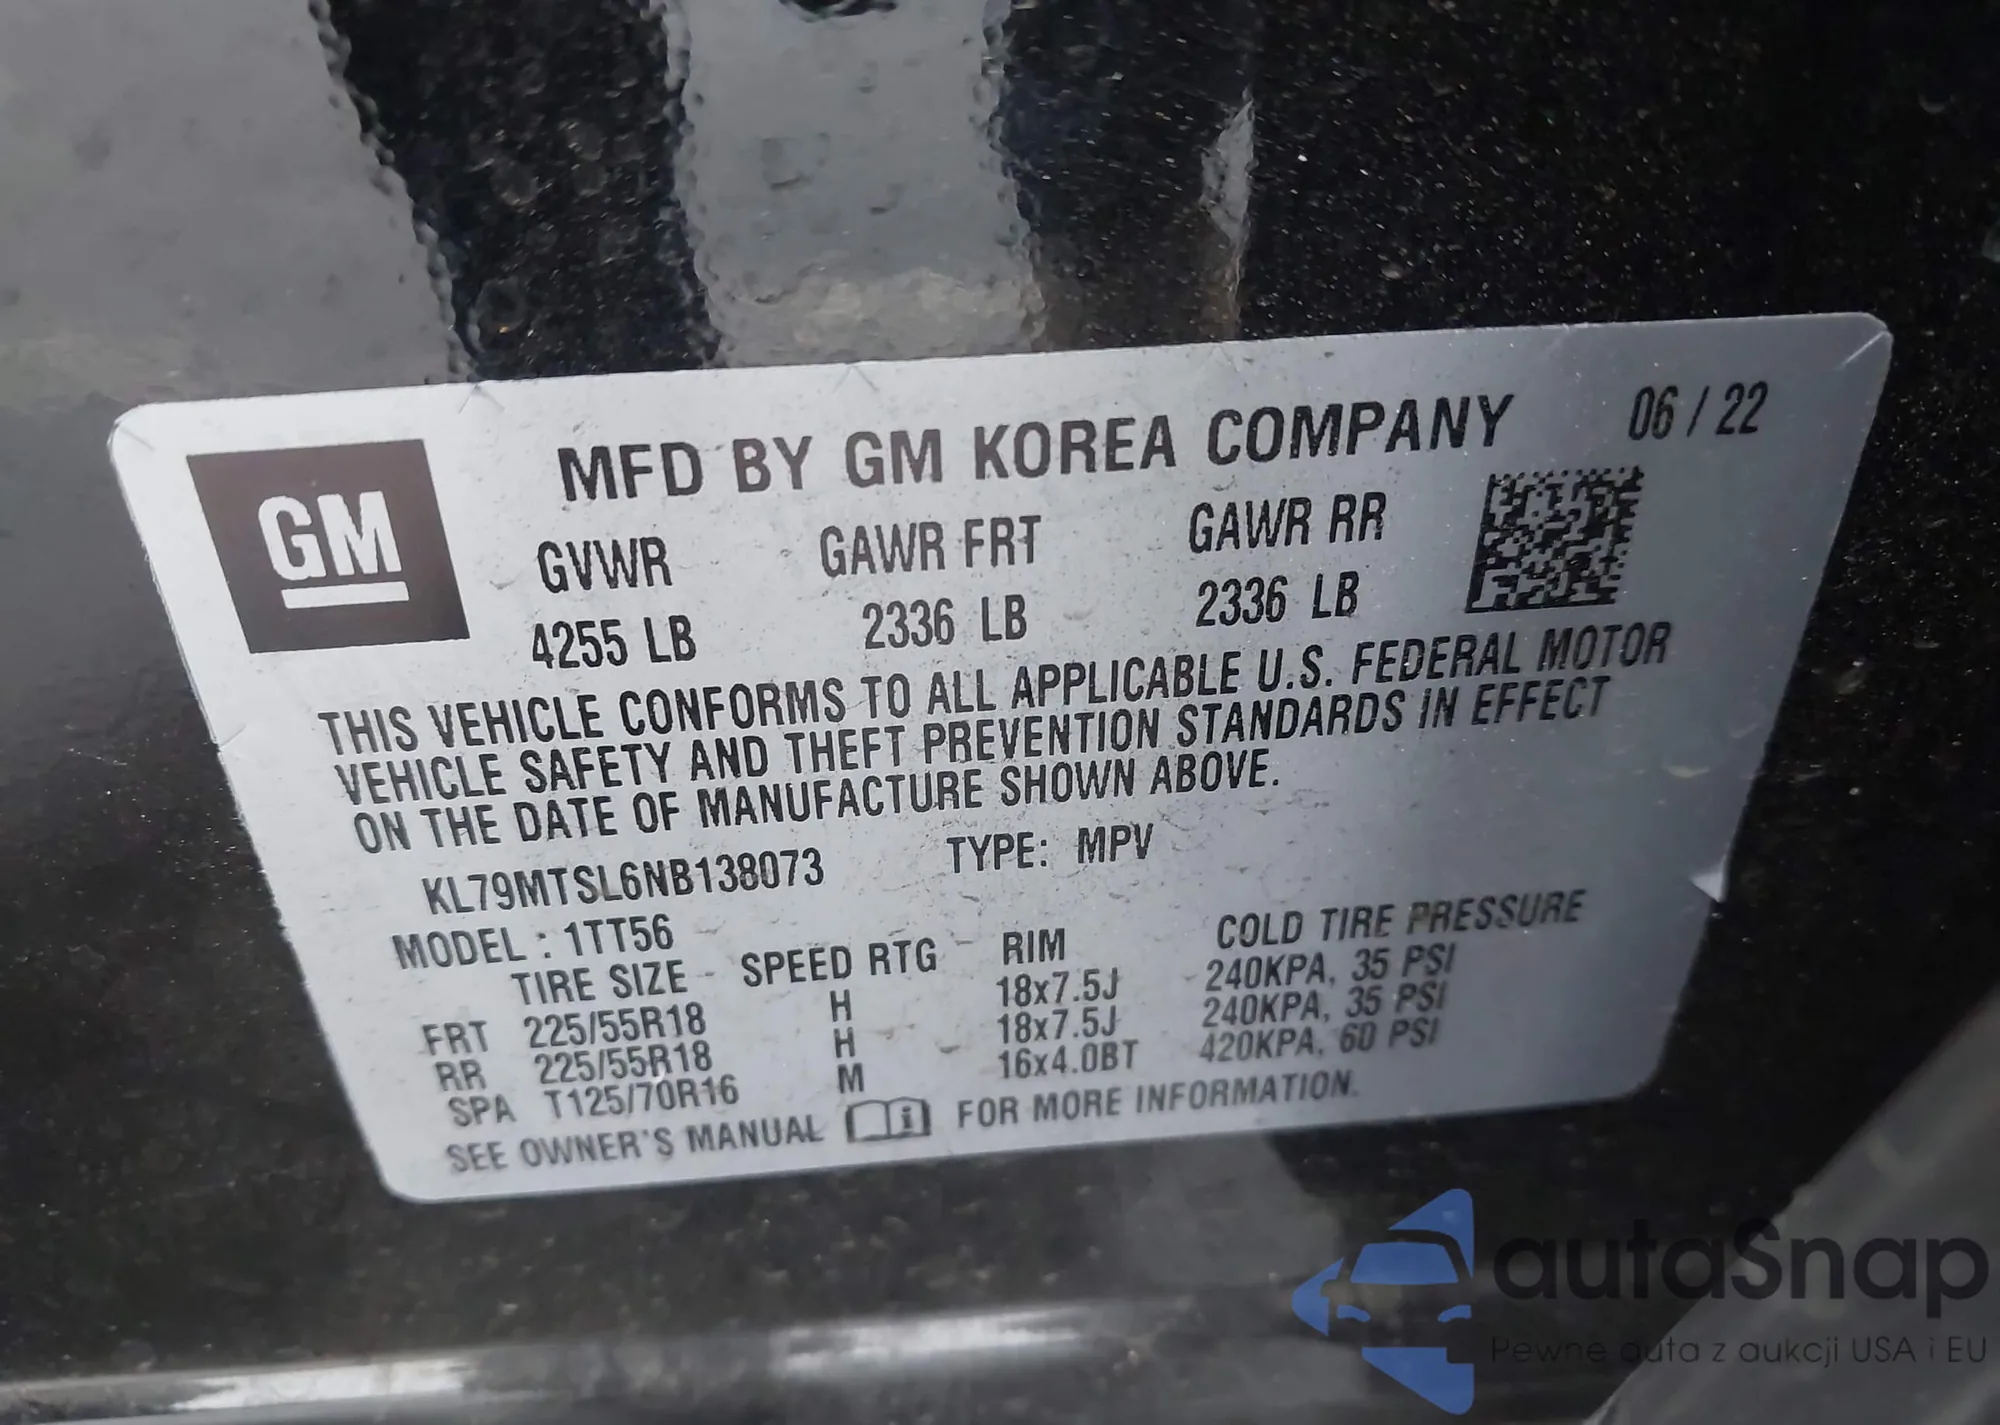 GM
MFD BY GM KOREA COMPANY 06 / 22
GVWR GAWR FRT GAWR RR
4255 LB 2336 LB 2336 LB
THIS VEHICLE CONFORMS TO ALL APPLICABLE U.S. FEDERAL MOTOR
VEHICLE SAFETY AND THEFT PREVENTION STANDARDS IN EFFECT
ON THE DATE OF MANUFACTURE SHOWN ABOVE.
KL79MTSL6NB138073 TYPE: MPV
MODEL : 1TT56
TIRE SIZE SPEED RTG RIM COLD TIRE PRESSURE
FRT 225/55R18 H 18x7.5J 240KPA, 35 PSI
RR 225/55R18 H 18x7.5J 240KPA, 35 PSI
SPA T125/70R16 M 16x4.0BT 420KPA, 60 PSI
SEE OWNER'S MANUAL FOR MORE INFORMATION.
autaSnap
Pewne auta z aukcji USA i EU